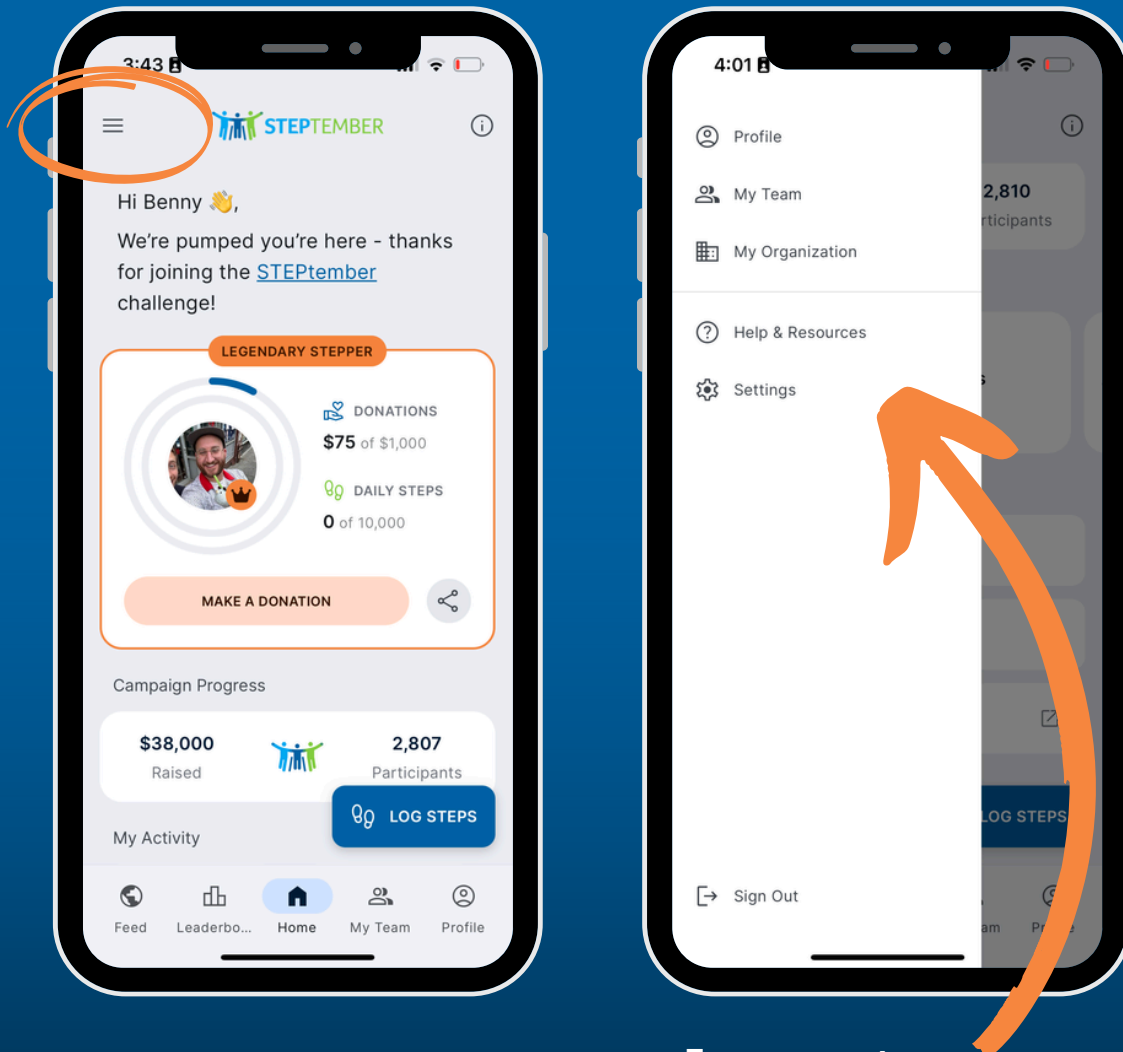 3:43
STEPTEMBER
Hi Benny 👋,
We're pumped you're here - thanks
for joining the STEPtember
challenge!
LEGENDARY STEPPER
DONATIONS
$75 of $1,000
DAILY STEPS
0 of 10,000
MAKE A DONATION
Campaign Progress
$38,000
Raised
2,807
Participants
LOG STEPS
My Activity
Feed
Leaderbo...
Home
My Team
Profile
4:01
Profile
My Team
My Organization
Help & Resources
Settings
Sign Out
2,810
rticipants
s
LOG STEPS
am